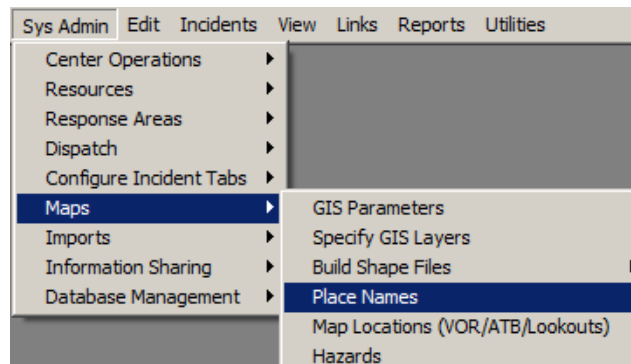 Sys Admin Edit Incidents View Links Reports Utilities
Center Operations
Resources
Response Areas
Dispatch
Configure Incident Tabs
Maps
Imports
Information Sharing
Database Management
GIS Parameters
Specify GIS Layers
Build Shape Files
Place Names
Map Locations (VOR/ATB/Lookouts)
Hazards